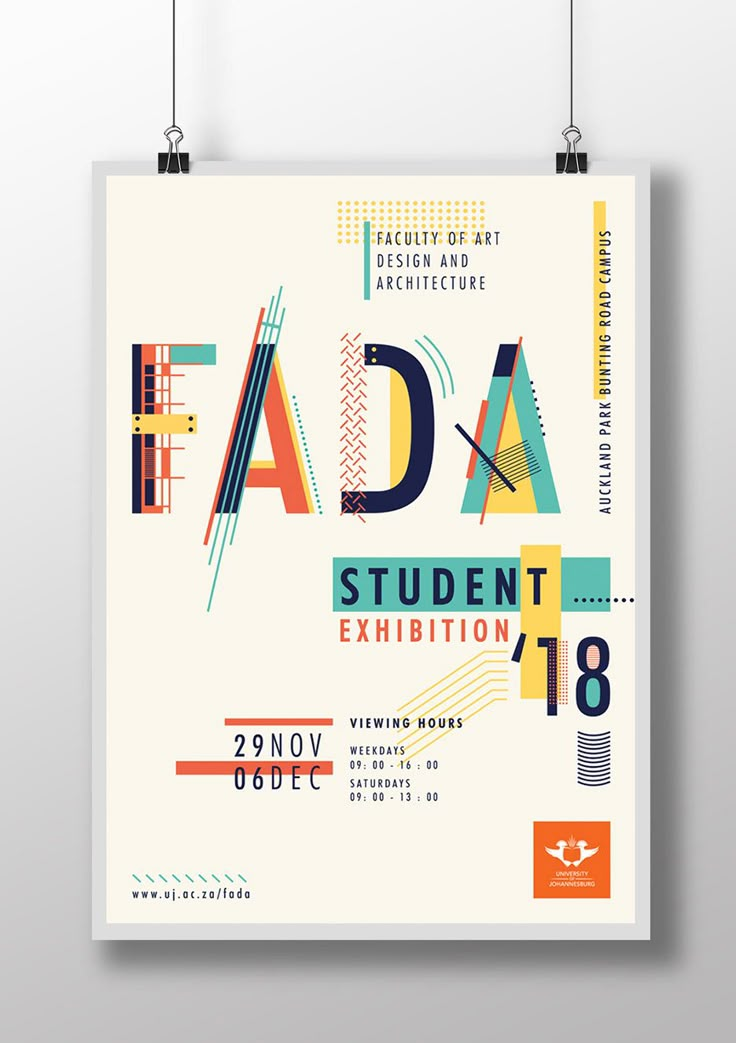 FACULTY OF ART
DESIGN AND
ARCHITECTURE
AUCKLAND PARK BUNTING ROAD CAMPUS
FADA
STUDENT
EXHIBITION
'18
29NOV
06DEC
VIEWING HOURS
WEEKDAYS
09:00 - 16:00
SATURDAYS
09:00 - 13:00
www.uj.ac.za/fada
UNIVERSITY
OF
JOHANNESBURG